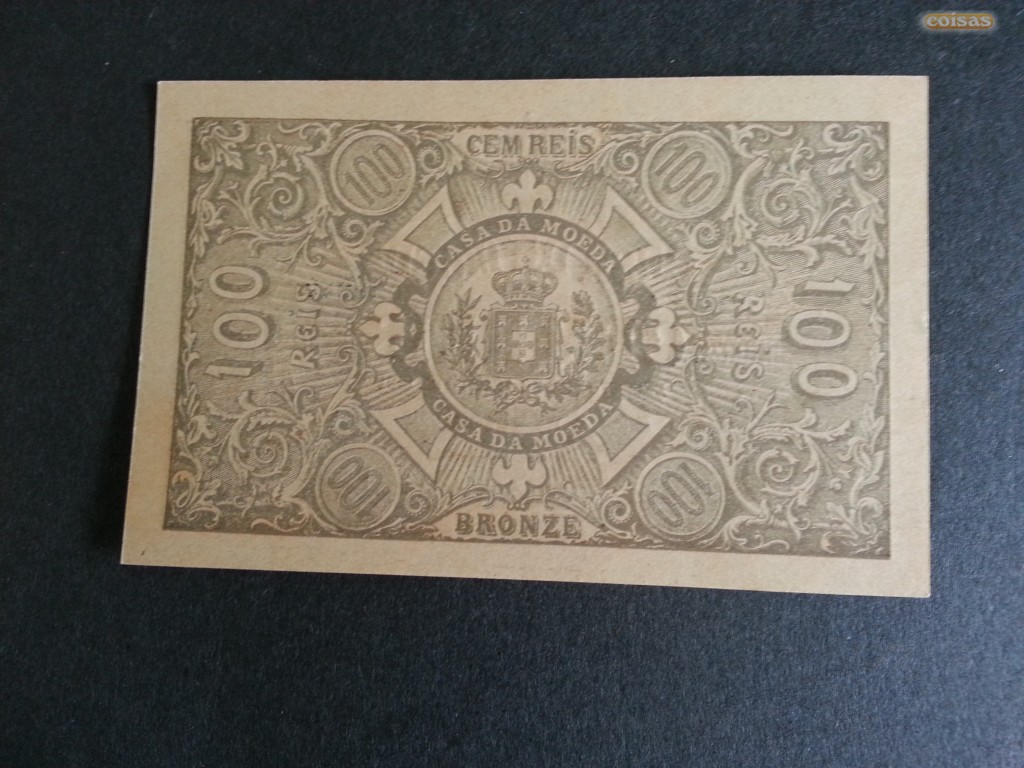 coisas
CEM REIS
100
100
CASA DA MOEDA
100
REIS
REIS
100
CASA DA MOEDA
100
100
BRONZE